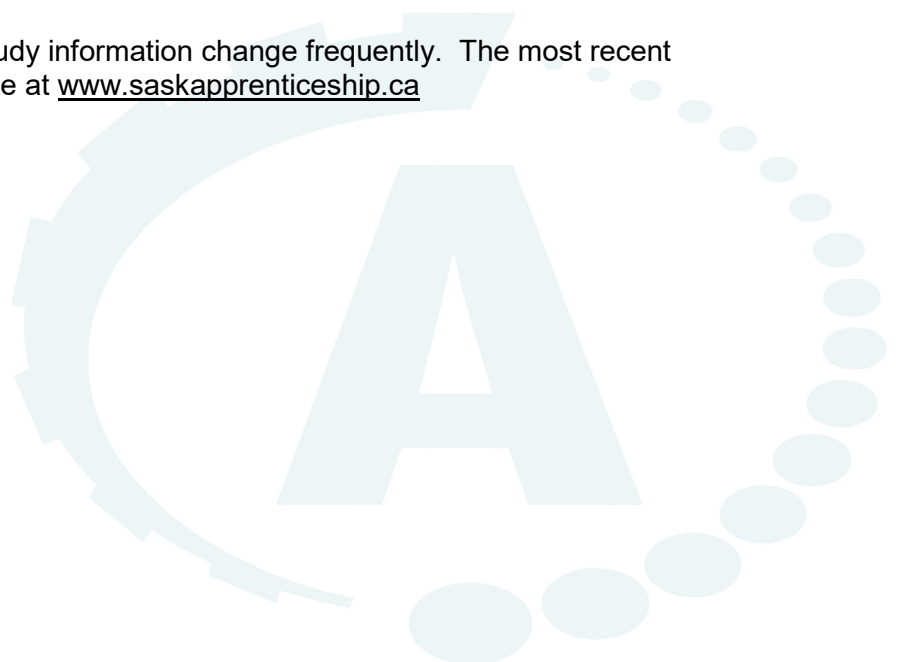 udy information change frequently.  The most recent
e at www.saskapprenticeship.ca
A